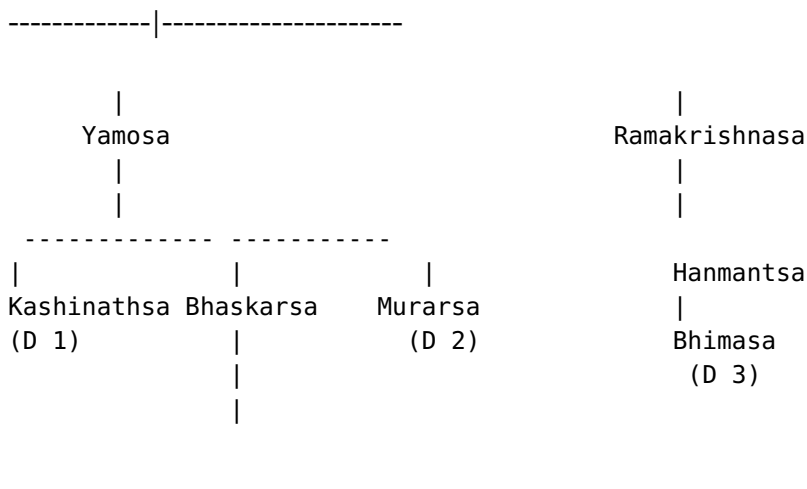 -------------|----------------------
| |
Yamosa Ramakrishnasa
| |
| |
------------- -----------
| | | Hanmantsa
Kashinathsa Bhaskarsa Murarsa |
(D 1) | (D 2) Bhimasa
| (D 3)
|